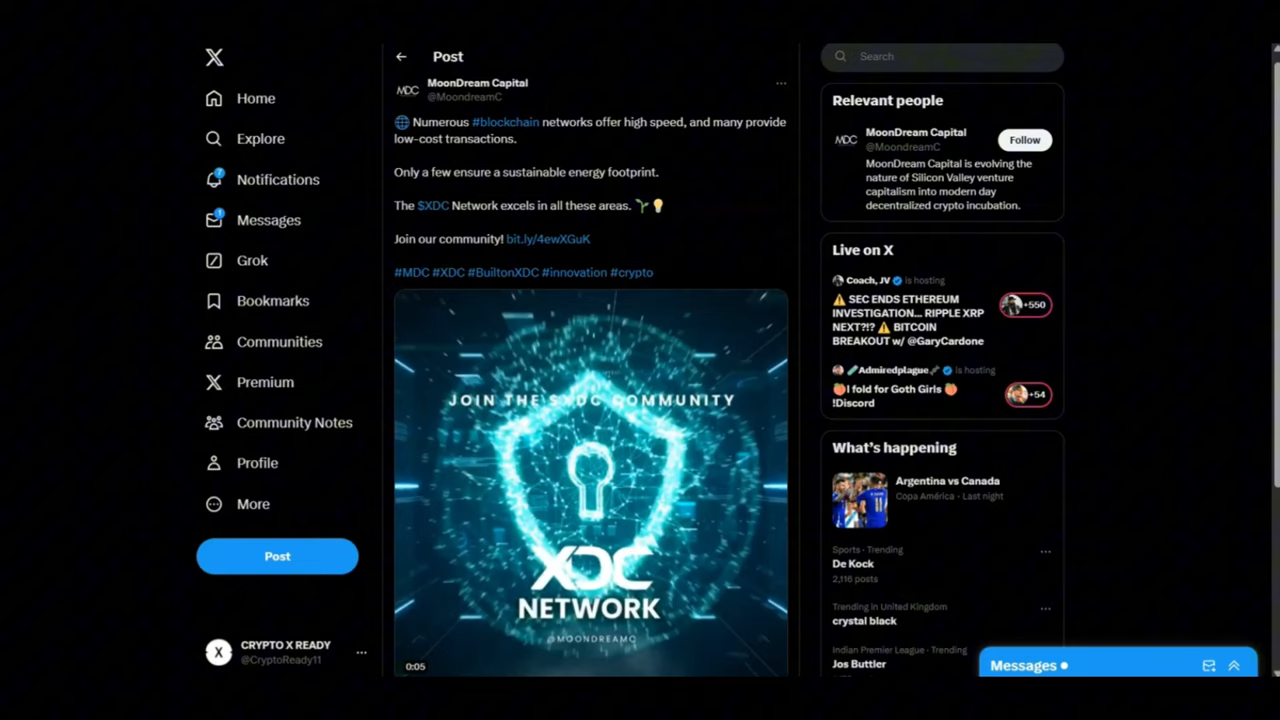 X
Home
Explore
7
Notifications
1
Messages
Grok
Bookmarks
Communities
Premium
Community Notes
Profile
More
Post
X
CRYPTO X READY
@CryptoReady11
Post
MDC
MoonDream Capital
@MoondreamC
Numerous #blockchain networks offer high speed, and many provide
low-cost transactions.
Only a few ensure a sustainable energy footprint.
The $XDC Network excels in all these areas.
Join our community! bit.ly/4ewXGuK
#MDC #XDC #BuiltonXDC #innovation #crypto
JOIN THE $XDC COMMUNITY
XDC
NETWORK
@MOONDREAMC
0:05
Search
Relevant people
MDC
MoonDream Capital
@MoondreamC
Follow
MoonDream Capital is evolving the
nature of Silicon Valley venture
capitalism into modern day
decentralized crypto incubation.
Live on X
Coach, JV is hosting
SEC ENDS ETHEREUM
INVESTIGATION... RIPPLE XRP
NEXT?!? BITCOIN
BREAKOUT w/ @GaryCardone
+550
Admiredplague is hosting
I fold for Goth Girls
!Discord
+54
What's happening
Argentina vs Canada
Copa América · Last night
Sports · Trending
De Kock
2,116 posts
Trending in United Kingdom
crystal black
Indian Premier League · Trending
Jos Buttler
Messages